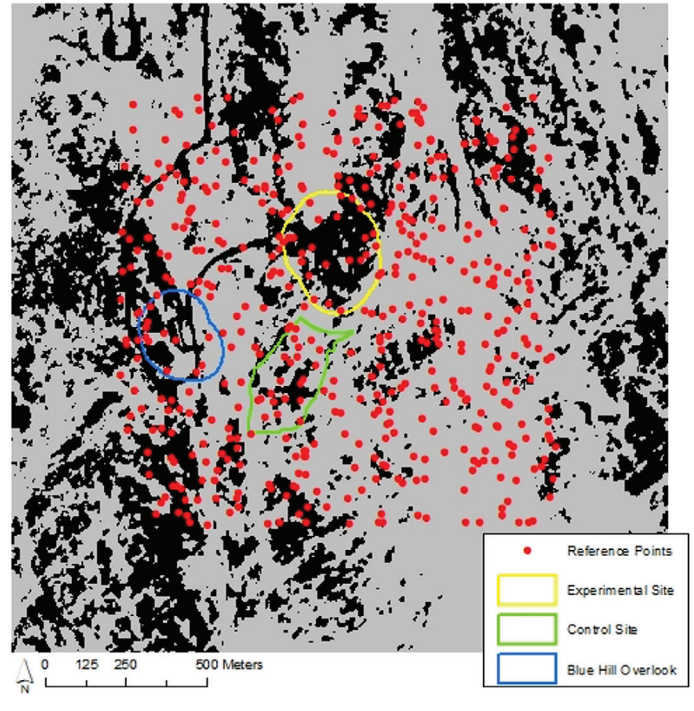 Reference Points
Experimental Site
Control Site
Blue Hill Overlook
0 125 250 500 Meters
N